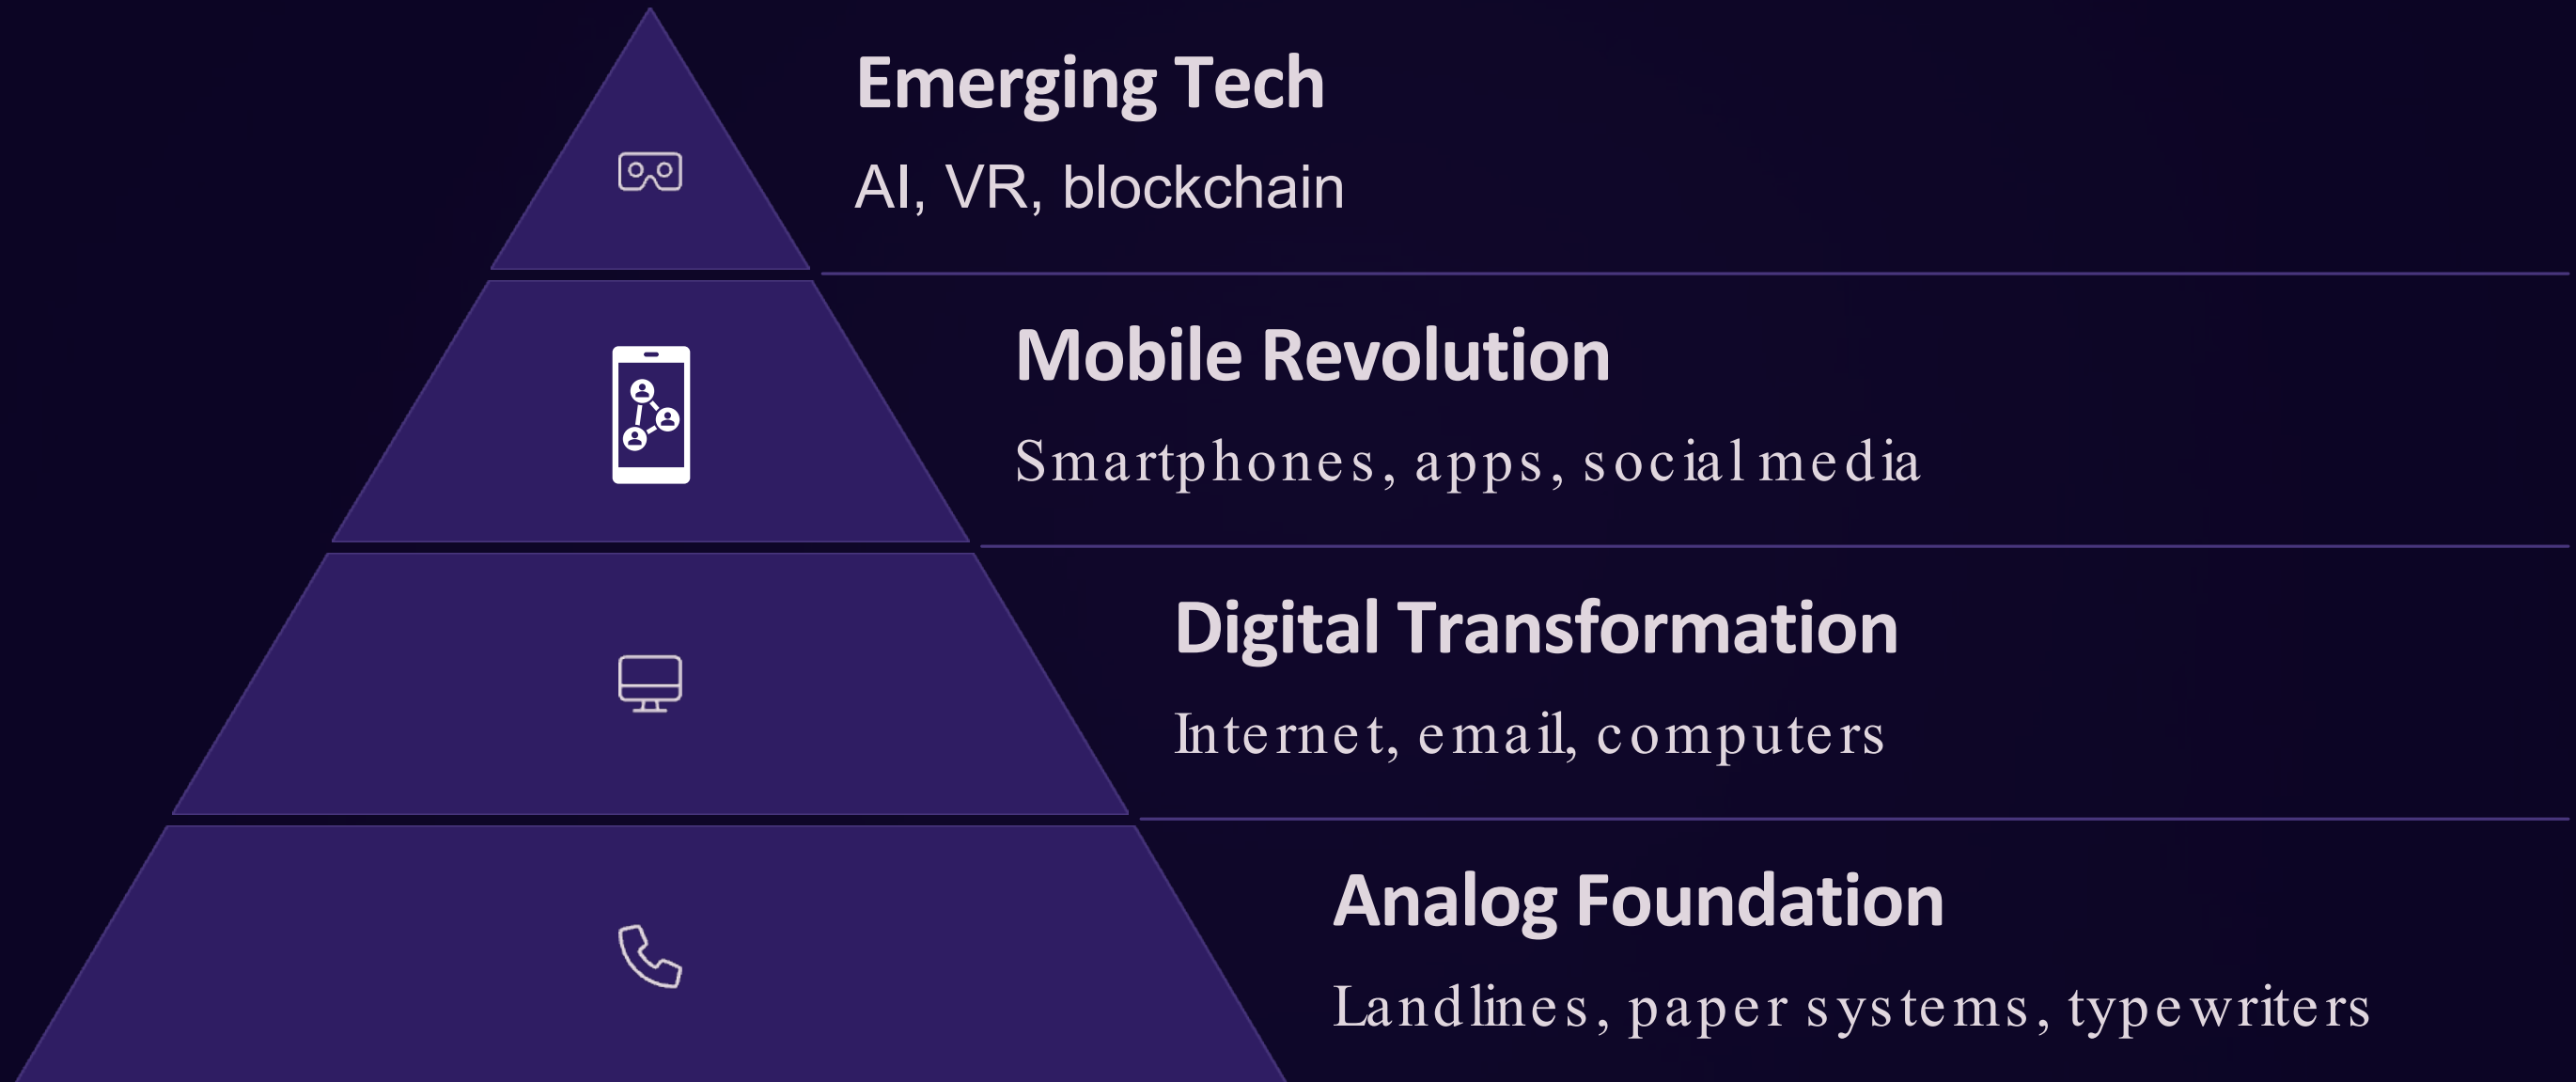 Emerging Tech
AI, VR, blockchain
Mobile Revolution
Smartphones, apps, social media
Digital Transformation
Internet, email, computers
Analog Foundation
Landlines, paper systems, typewriters